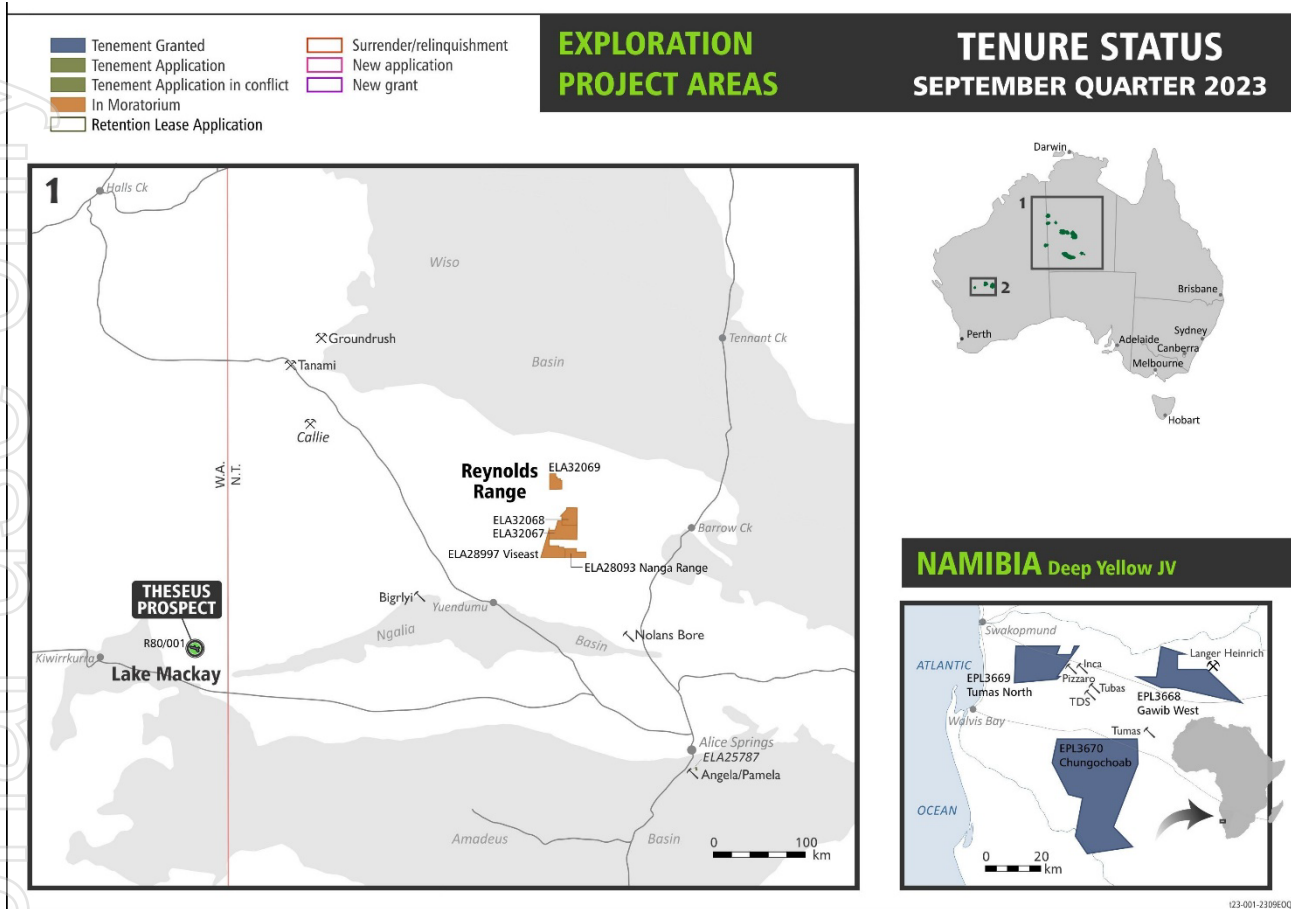 Tenement Granted
Tenement Application
Tenement Application in conflict
In Moratorium
Retention Lease Application
Surrender/relinquishment
New application
New grant
EXPLORATION
PROJECT AREAS
TENURE STATUS
SEPTEMBER QUARTER 2023
1
Halls Ck
Wiso
Groundrush
Tennant Ck
Basin
Tanami
Callie
W.A.
N.T.
Reynolds
Range
ELA32069
ELA32068
ELA32067
Barrow Ck
ELA28997 Viseast
ELA28093 Nanga Range
THESEUS
PROSPECT
Bigrlyi
Yuendumu
Ngalia
Basin
Nolans Bore
R80/001
Kiwirrkurra
Lake Mackay
Alice Springs
ELA25787
Angela/Pamela
Amadeus
Basin
0
100
km
Darwin
1
2
Brisbane
Perth
Sydney
Adelaide
Canberra
Melbourne
Hobart
NAMIBIA Deep Yellow JV
Swakopmund
ATLANTIC
Langer Heinrich
Inca
EPL3669
Tumas North
Pizzaro
Tubas
TDS
EPL3668
Gawib West
Walvis Bay
Tumas
EPL3670
Chungochoab
OCEAN
0
20
km
t23-001-2309EOQ